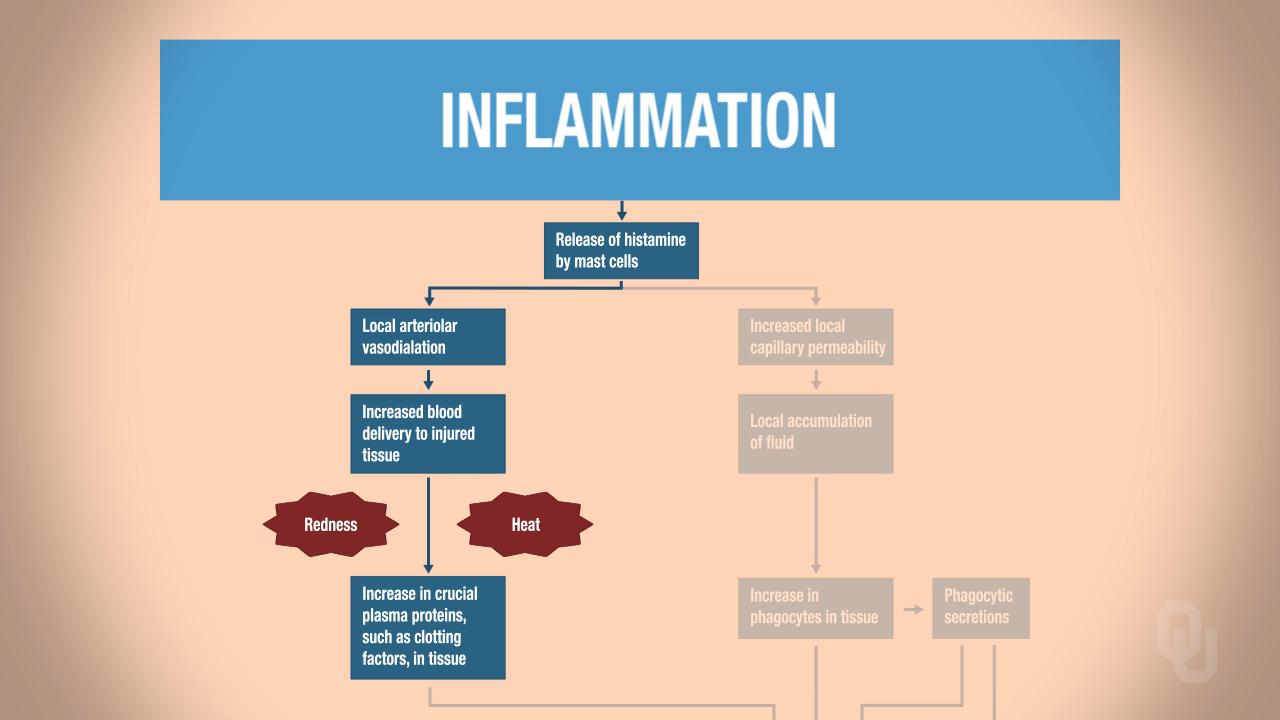 INFLAMMATION
Release of histamine
by mast cells
Local arteriolar
vasodialation
Increased local
capillary permeability
Increased blood
delivery to injured
tissue
Local accumulation
of fluid
Redness
Heat
Increase in crucial
plasma proteins,
such as clotting
factors, in tissue
Increase in
phagocytes in tissue
Phagocytic
secretions
OU